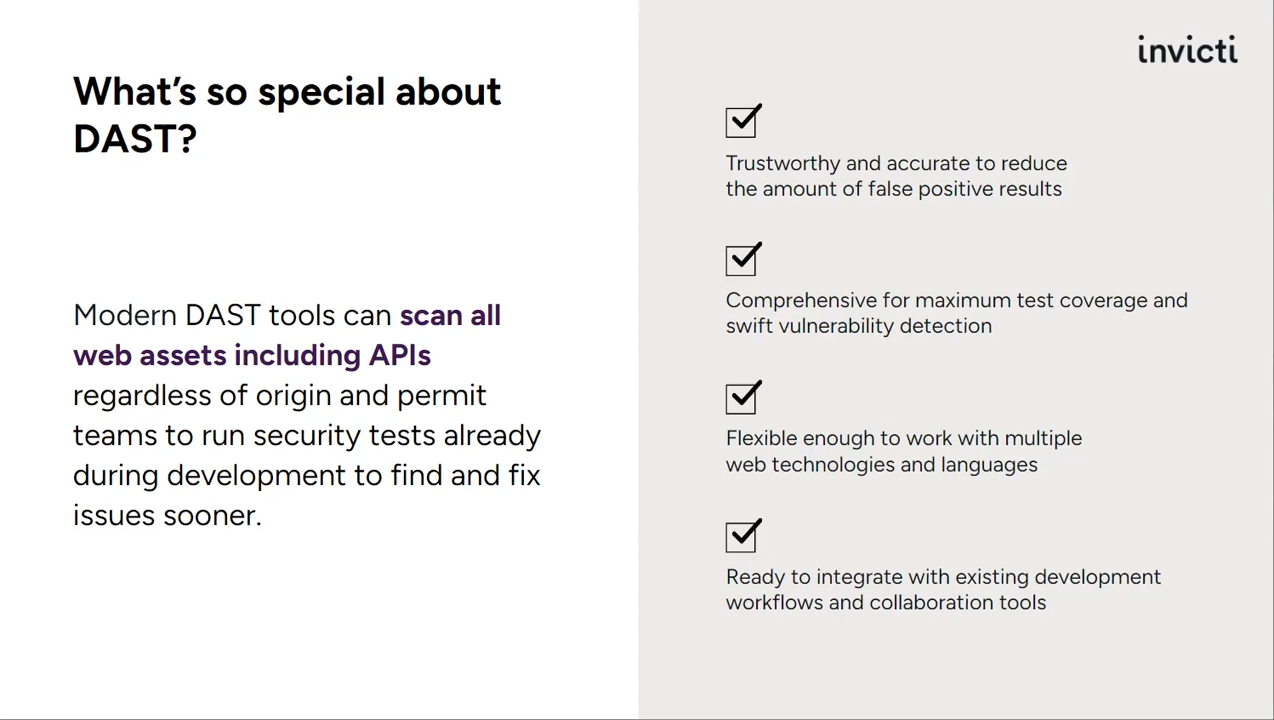 What's so special about
DAST?
Modern DAST tools can scan all
web assets including APIs
regardless of origin and permit
teams to run security tests already
during development to find and fix
issues sooner.
invicti
Trustworthy and accurate to reduce
the amount of false positive results
Comprehensive for maximum test coverage and
swift vulnerability detection
Flexible enough to work with multiple
web technologies and languages
Ready to integrate with existing development
workflows and collaboration tools